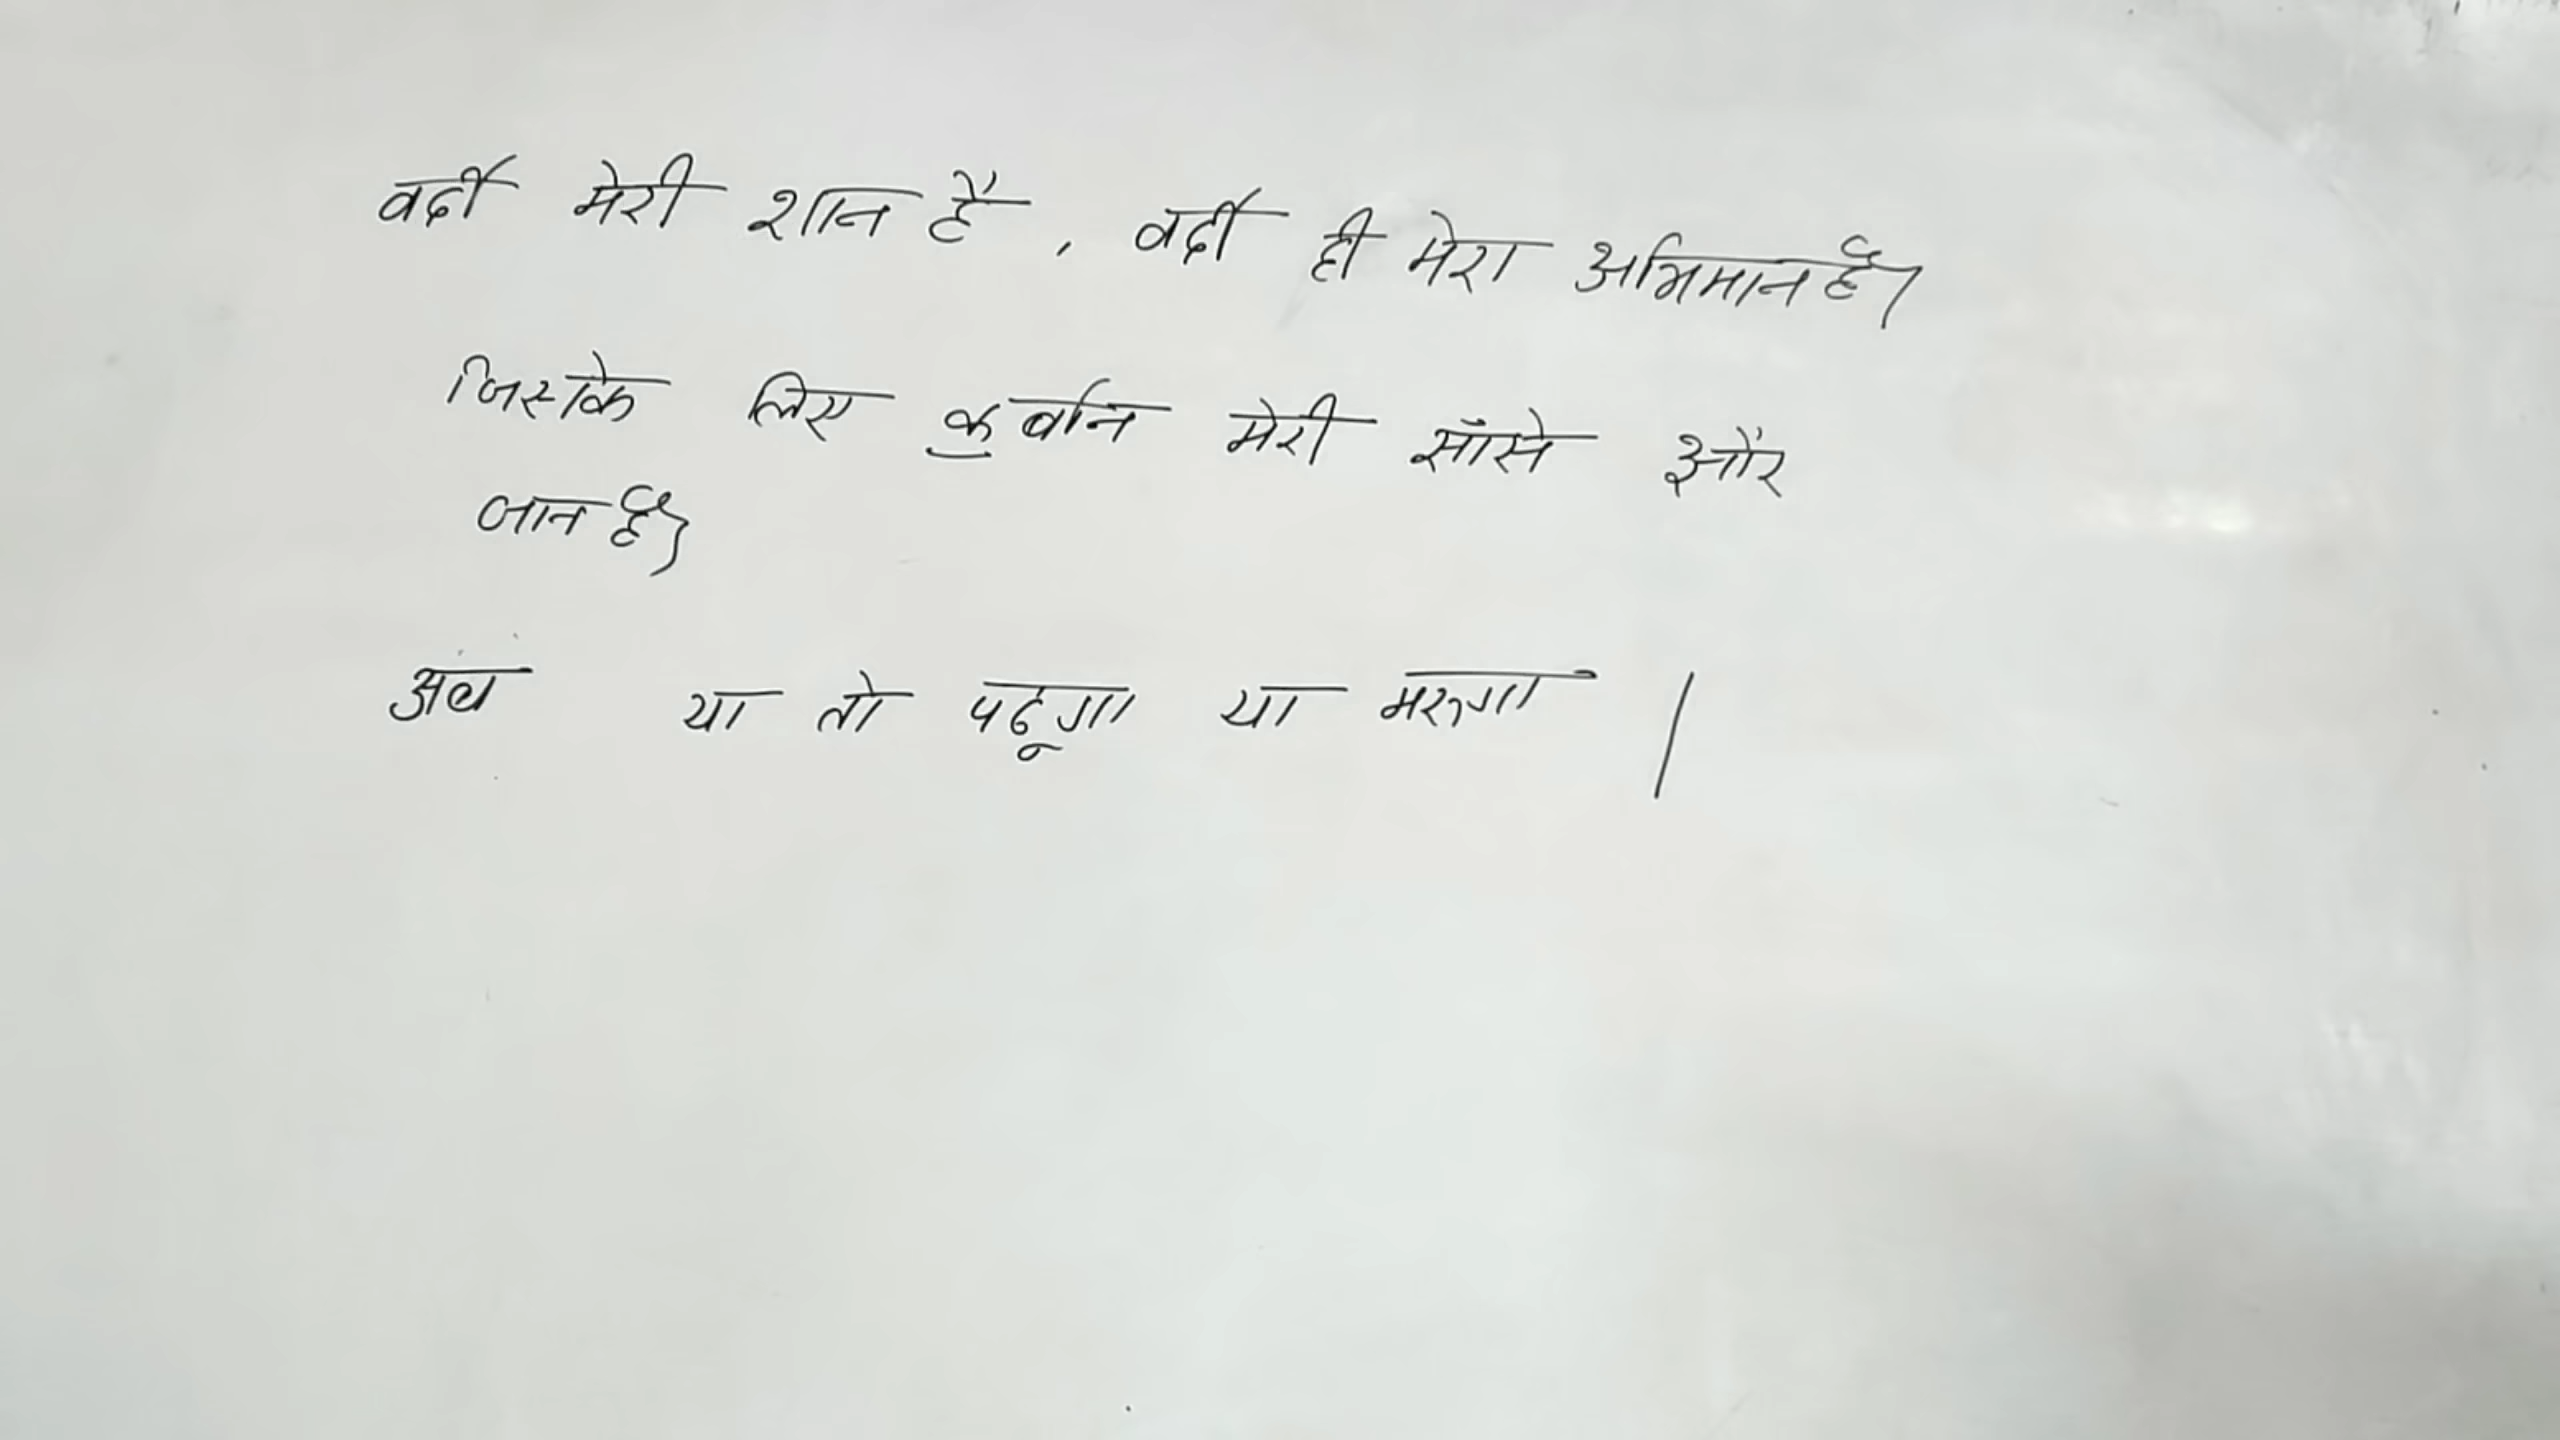 वर्दी मेरी शान है, वर्दी ही मेरा अभिमान है।
जिसके लिए कुर्बान मेरी साँसे और
जान है।
अब या तो पढूगा या मरुगा ।